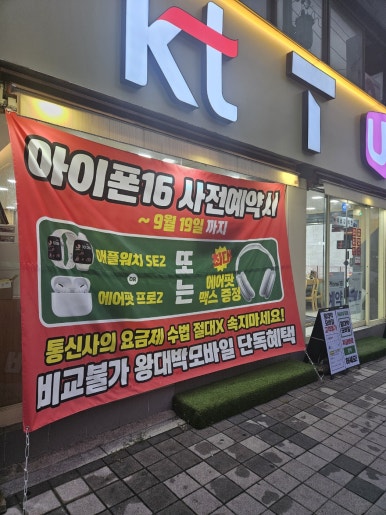 kt T U
아이폰16 사전예약시
~ 9월 19일 까지
애플워치 SE2
OR
에어팟 프로2
또는
에어팟
맥스 증정
통신사의 요금제 수법 절대X 속지마세요!
비교불가 왕대박모바일 단독혜택